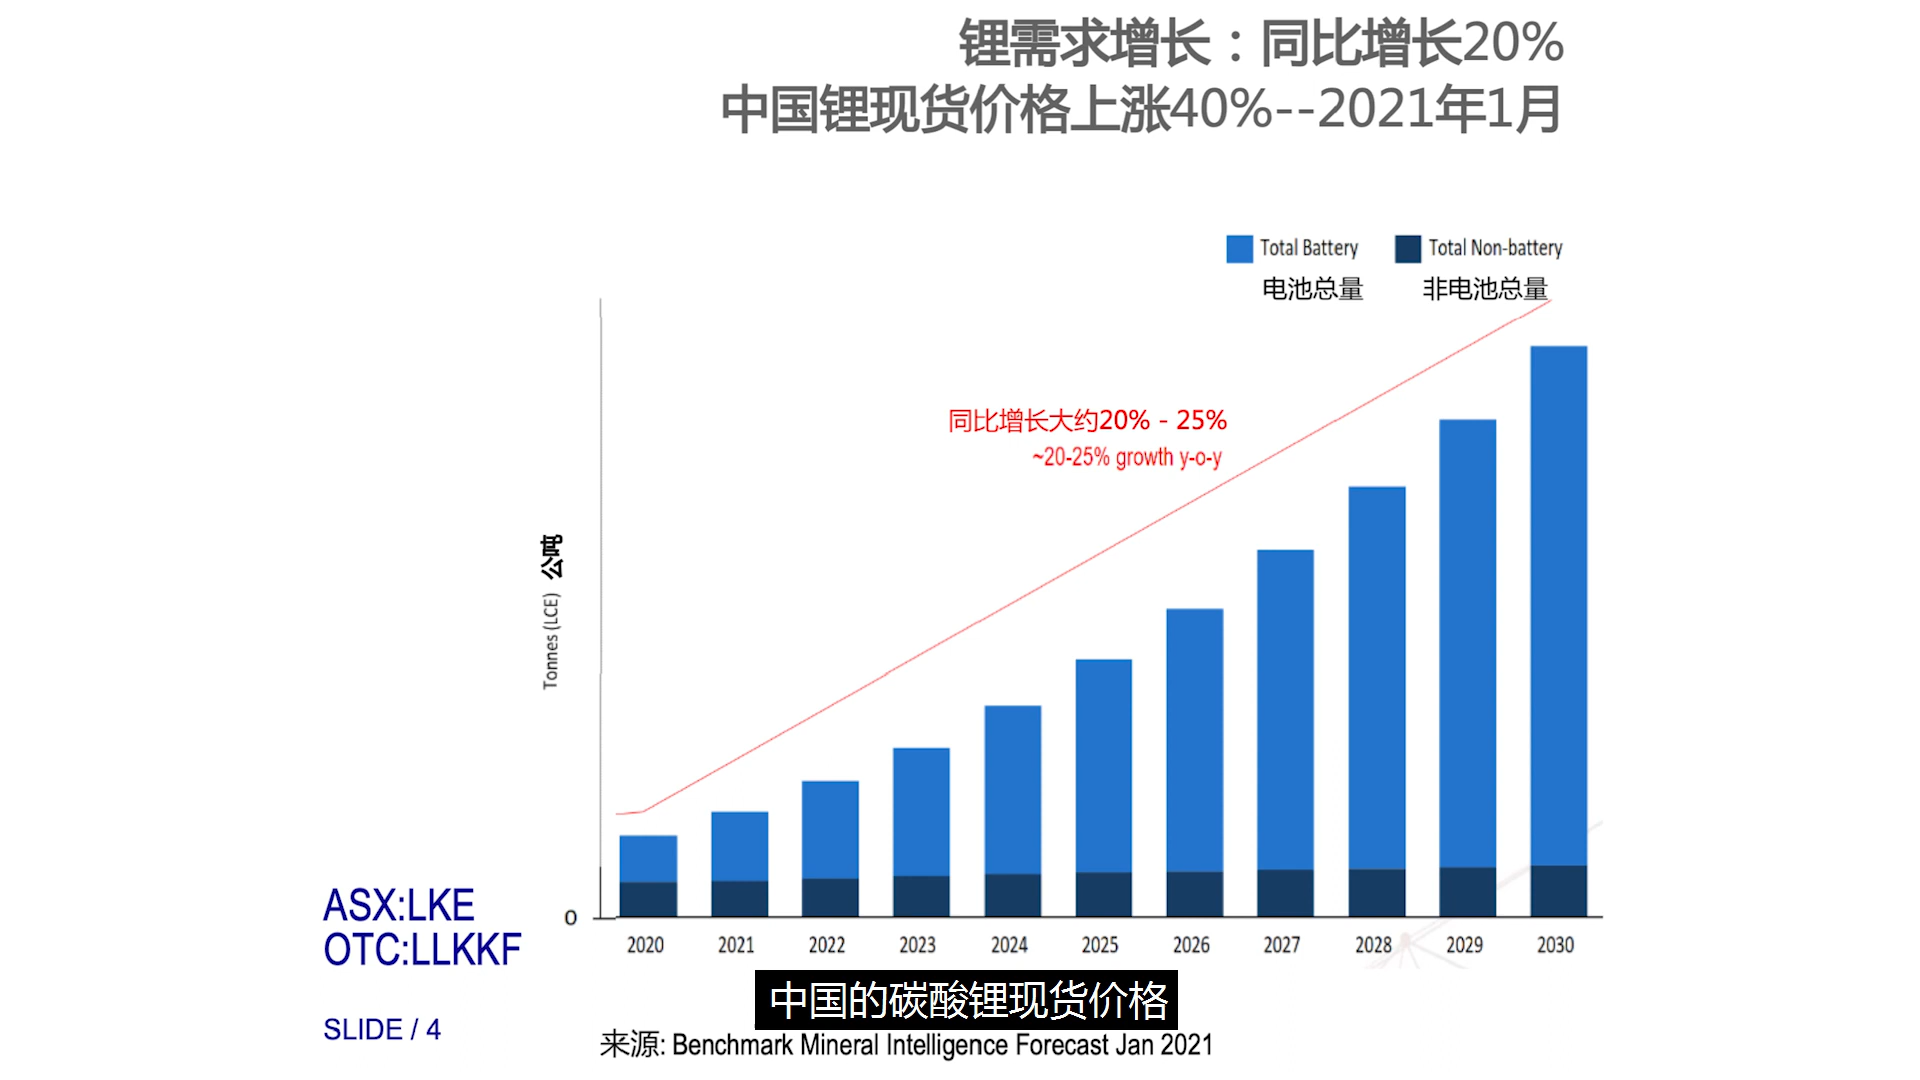 锂需求增长：同比增长20%
中国锂现货价格上涨40%--2021年1月
Total Battery
Total Non-battery
电池总量
非电池总量
同比增长大约20% - 25%
~20-25% growth y-o-y
Tonnes (LCE) 公吨
0
2020 2021 2022 2023 2024 2025 2026 2027 2028 2029 2030
ASX:LKE
OTC:LLKKF
中国的碳酸锂现货价格
SLIDE / 4
来源: Benchmark Mineral Intelligence Forecast Jan 2021